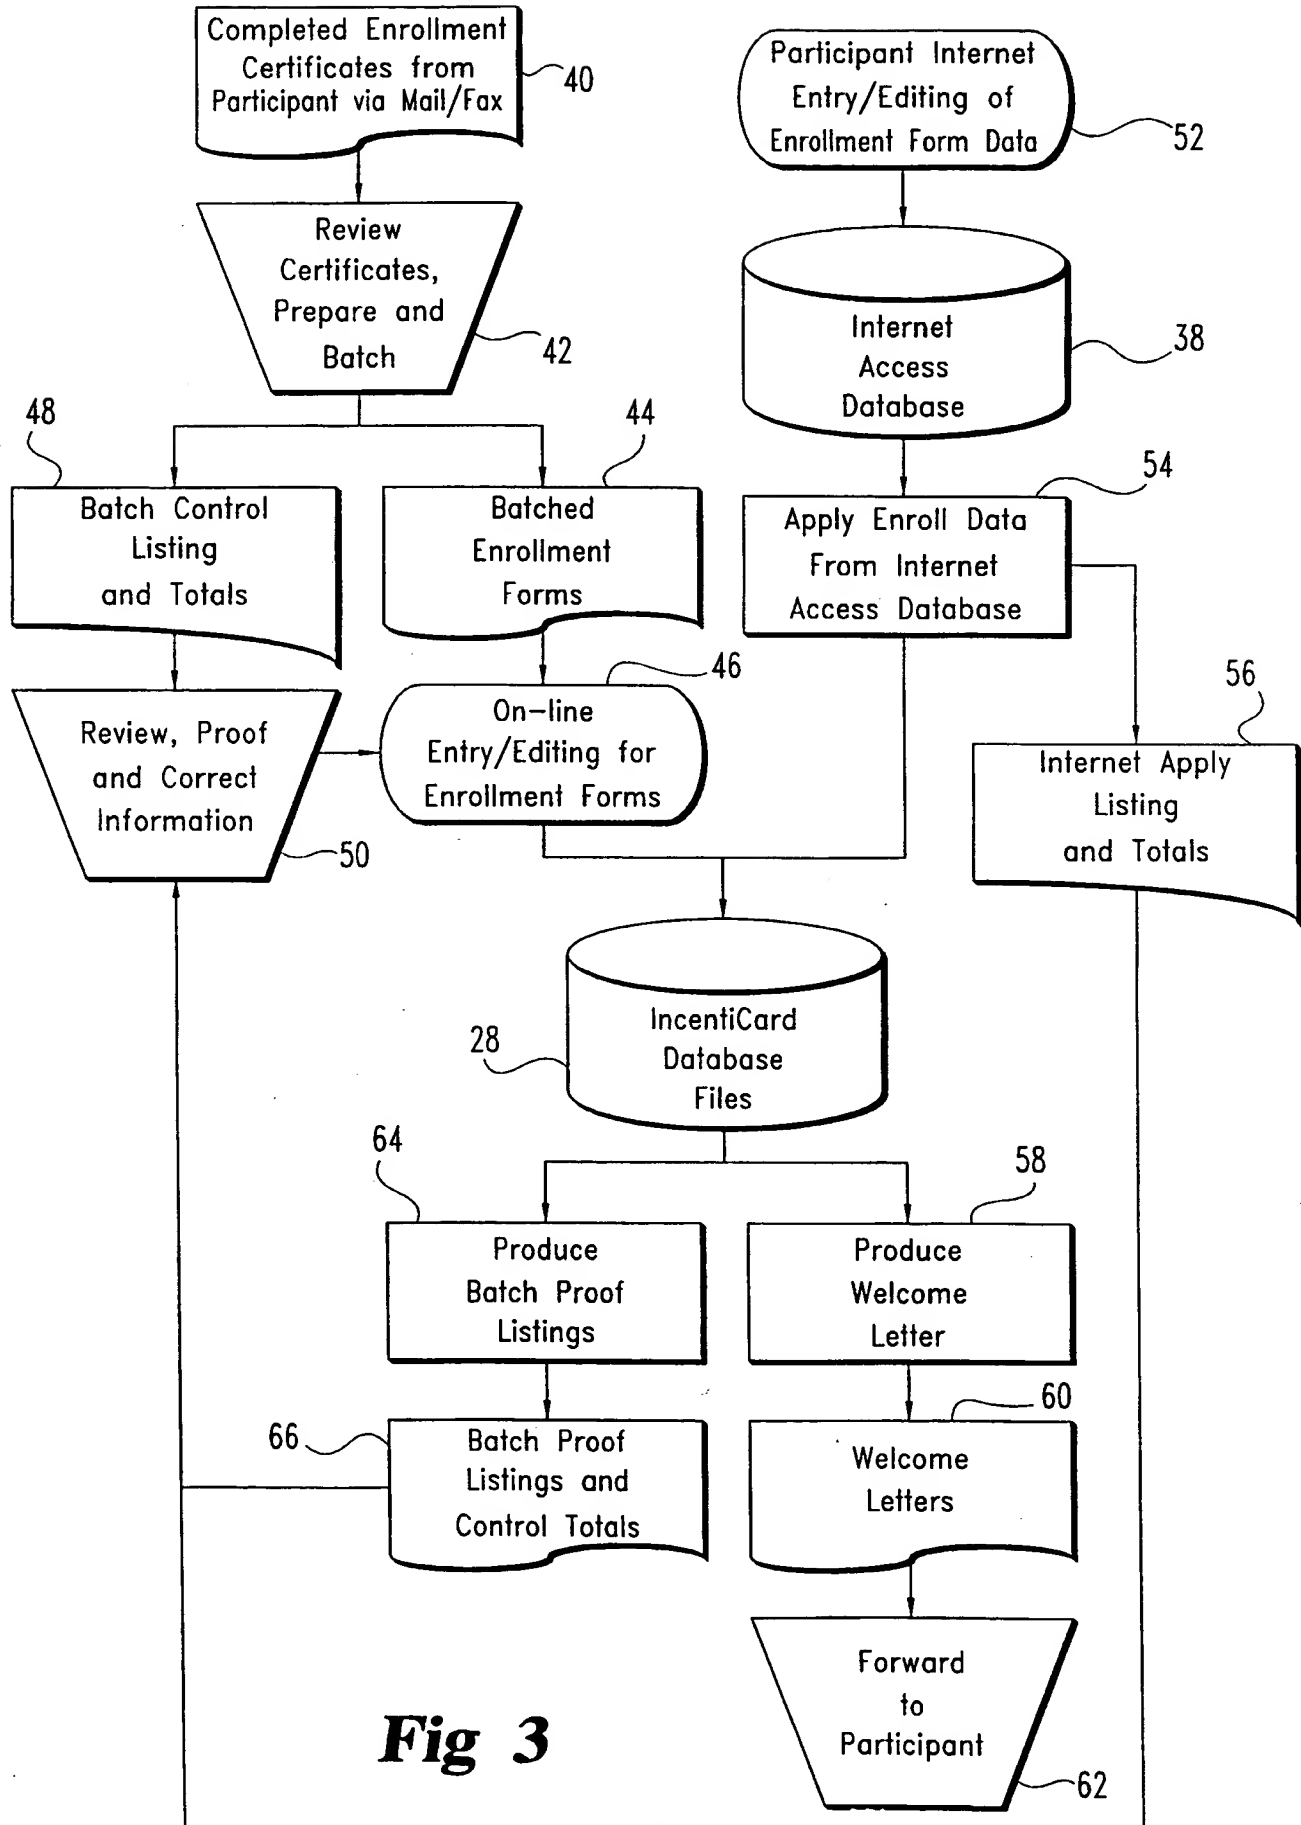 Completed Enrollment
Certificates from
Participant via Mail/Fax
40
Participant Internet
Entry/Editing of
Enrollment Form Data
52
Review
Certificates,
Prepare and
Batch
42
Internet
Access
Database
38
48
Batch Control
Listing
and Totals
44
Batched
Enrollment
Forms
54
Apply Enroll Data
From Internet
Access Database
Review, Proof
and Correct
Information
50
46
On-line
Entry/Editing for
Enrollment Forms
56
Internet Apply
Listing
and Totals
28
IncentiCard
Database
Files
64
Produce
Batch Proof
Listings
58
Produce
Welcome
Letter
66
Batch Proof
Listings and
Control Totals
60
Welcome
Letters
Forward
to
Participant
62
Fig 3